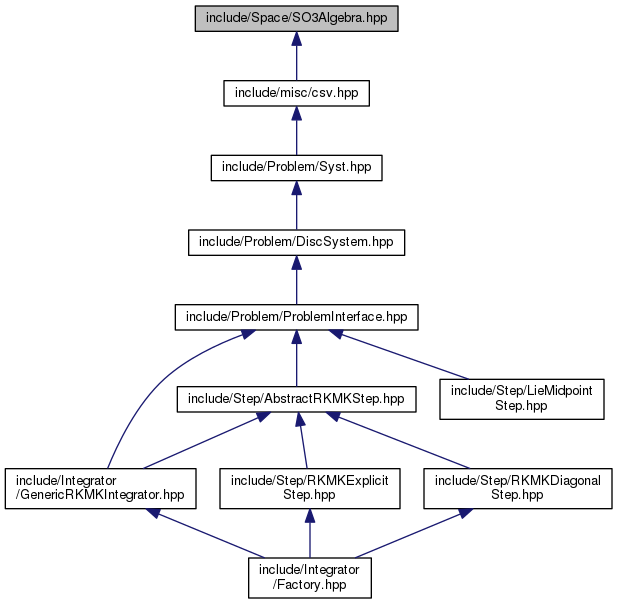 include/Space/SO3Algebra.hpp
include/misc/csv.hpp
include/Problem/Syst.hpp
include/Problem/DiscSystem.hpp
include/Problem/ProblemInterface.hpp
include/Step/AbstractRKMKStep.hpp
include/Step/LieMidpoint
Step.hpp
include/Integrator
/GenericRKMKIntegrator.hpp
include/Step/RKMKExplicit
Step.hpp
include/Step/RKMKDiagonal
Step.hpp
include/Integrator
/Factory.hpp